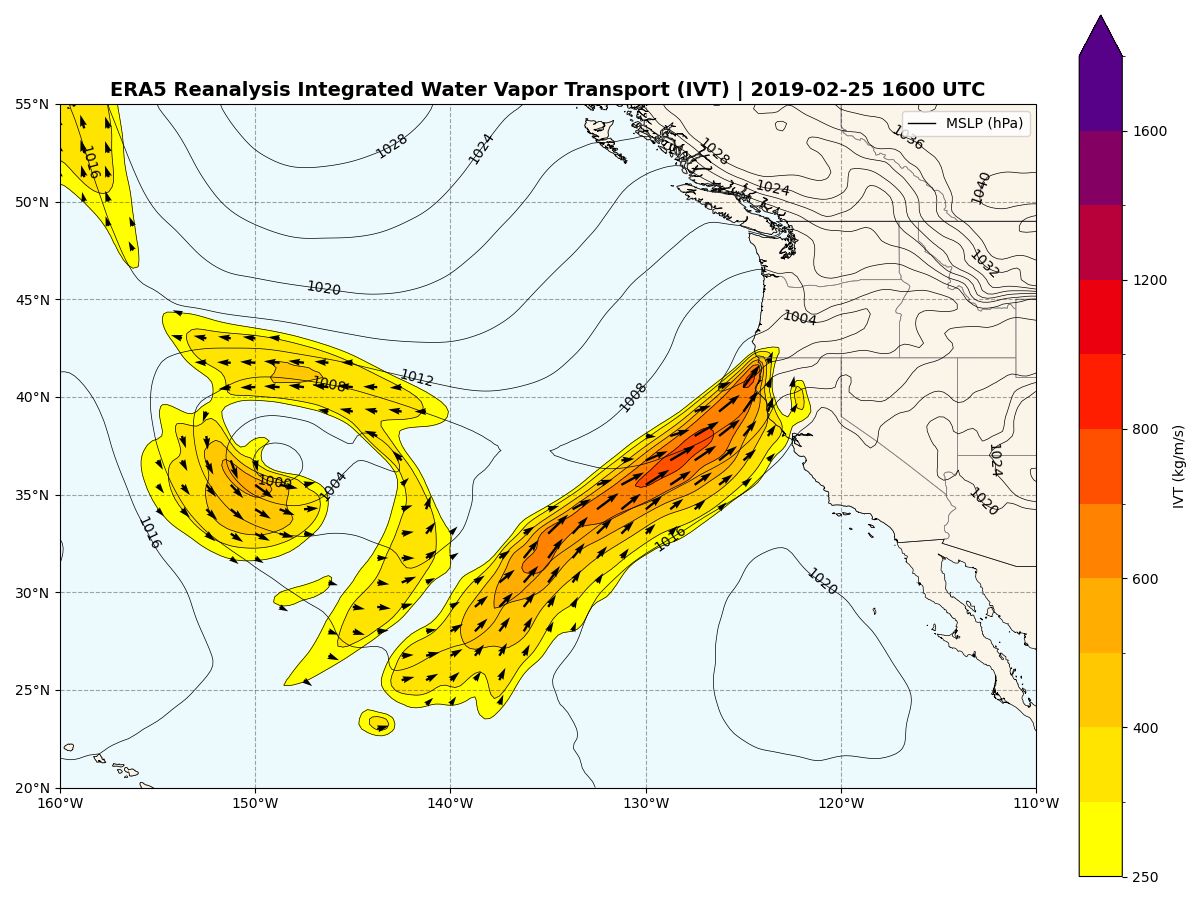 ERA5 Reanalysis Integrated Water Vapor Transport (IVT) | 2019-02-25 1600 UTC
MSLP (hPa)
55°N
50°N
45°N
40°N
35°N
30°N
25°N
20°N
160°W
150°W
140°W
130°W
120°W
110°W
1028
1024
1028
1036
1024
1040
1016
1032
1020
1004
1012
1008
1008
1024
1000
1004
1020
1016
1016
1020
1600
1200
800
600
400
250
IVT (kg/m/s)